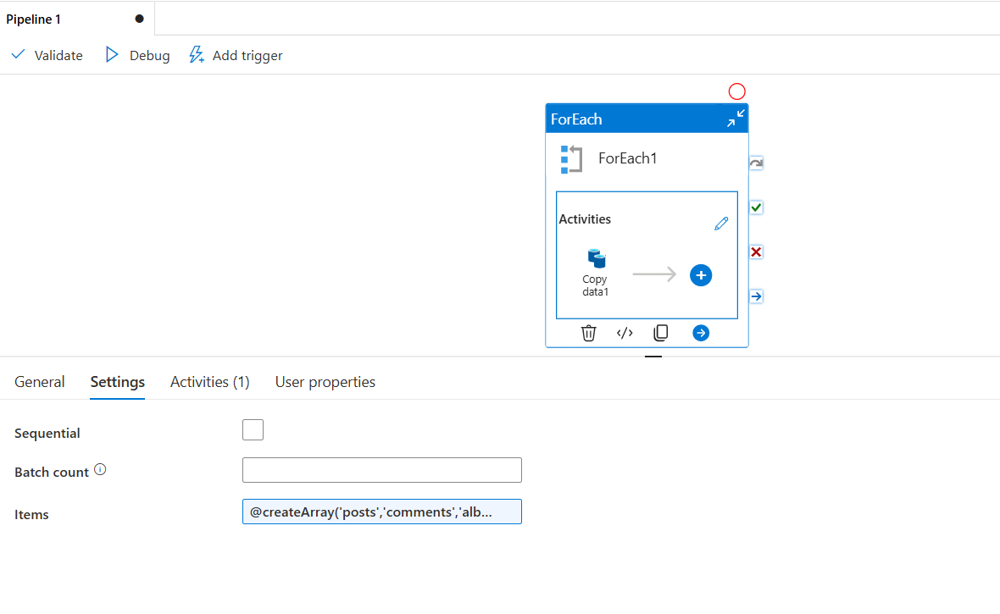 Pipeline 1
Validate
Debug
Add trigger
ForEach
ForEach1
Activities
Copy
data1
General
Settings
Activities (1)
User properties
Sequential
Batch count
Items
@createArray('posts','comments','alb...